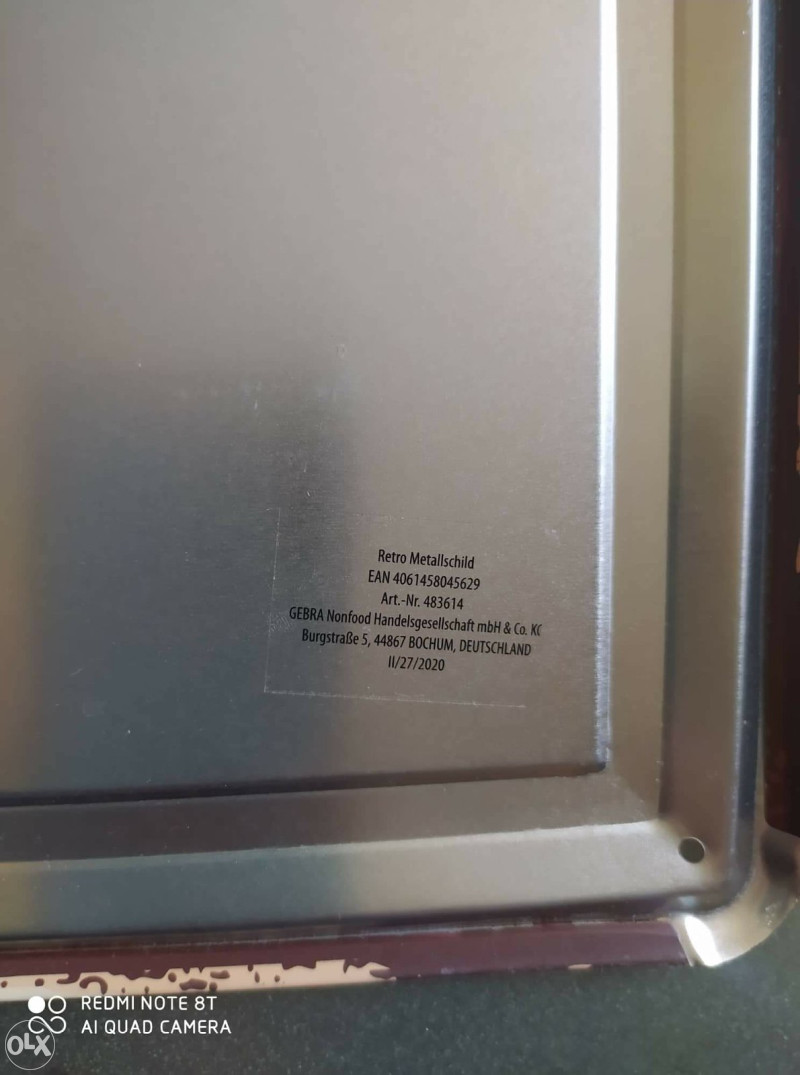 Retro Metallschild
EAN 4061458045629
Art.-Nr. 483614
GEBRA Nonfood Handelsgesellschaft mbH & Co. KG
Burgstraße 5, 44867 BOCHUM, DEUTSCHLAND
II/27/2020
REDMI NOTE 8T
AI QUAD CAMERA
OLX